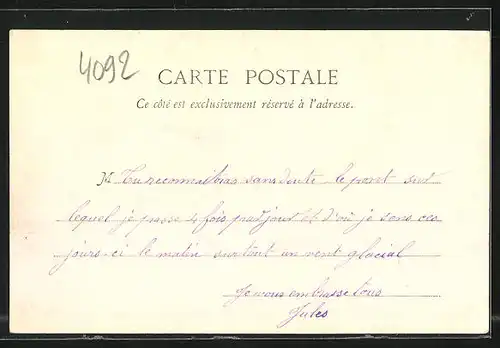 4092
CARTE POSTALE
Ce côté est exclusivement réservé à l'adresse.
M Tu reconnaitras sans doute le pont sur
lequel je passe 4 fois par jour et d'où je sens ces
jours-ci le matin surtout un vent glacial
Je vous embrasse tous
Jules